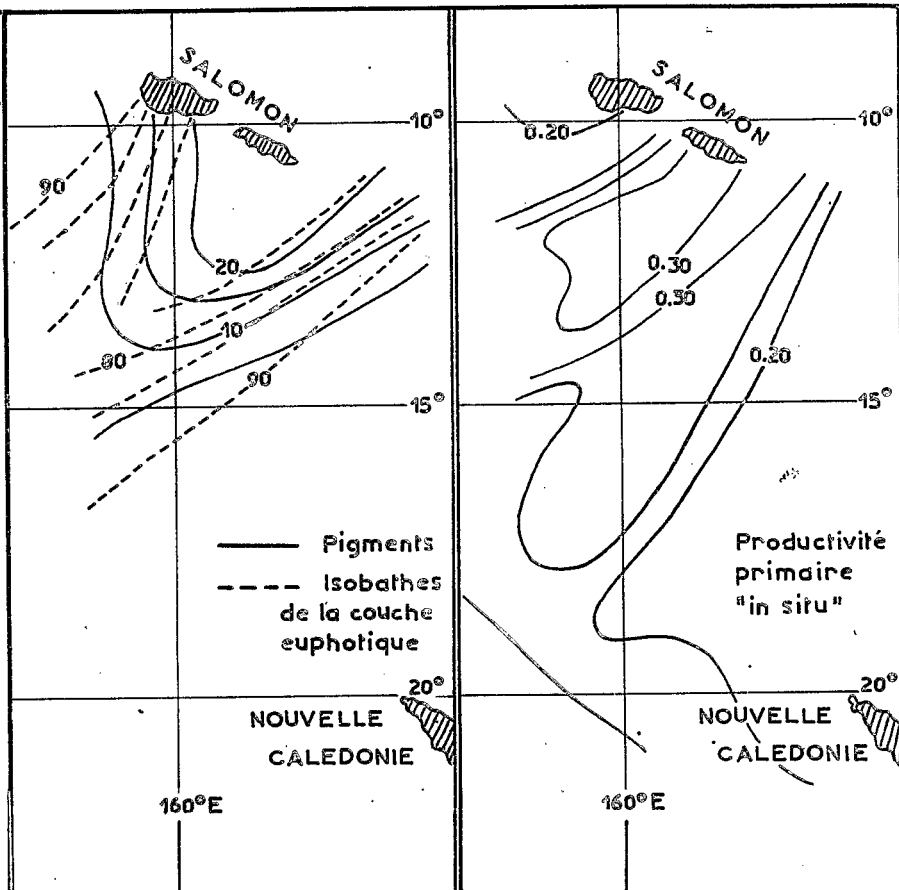 SALOMON
10°
90
20
10
80
90
15°
Pigments
Isobathes
de la couche
euphotique
20°
NOUVELLE
CALEDONIE
160°E
SALOMON
10°
0.20
0.30
0.30
0.20
15°
Productivité
primaire
"in situ"
20°
NOUVELLE
CALEDONIE
160°E